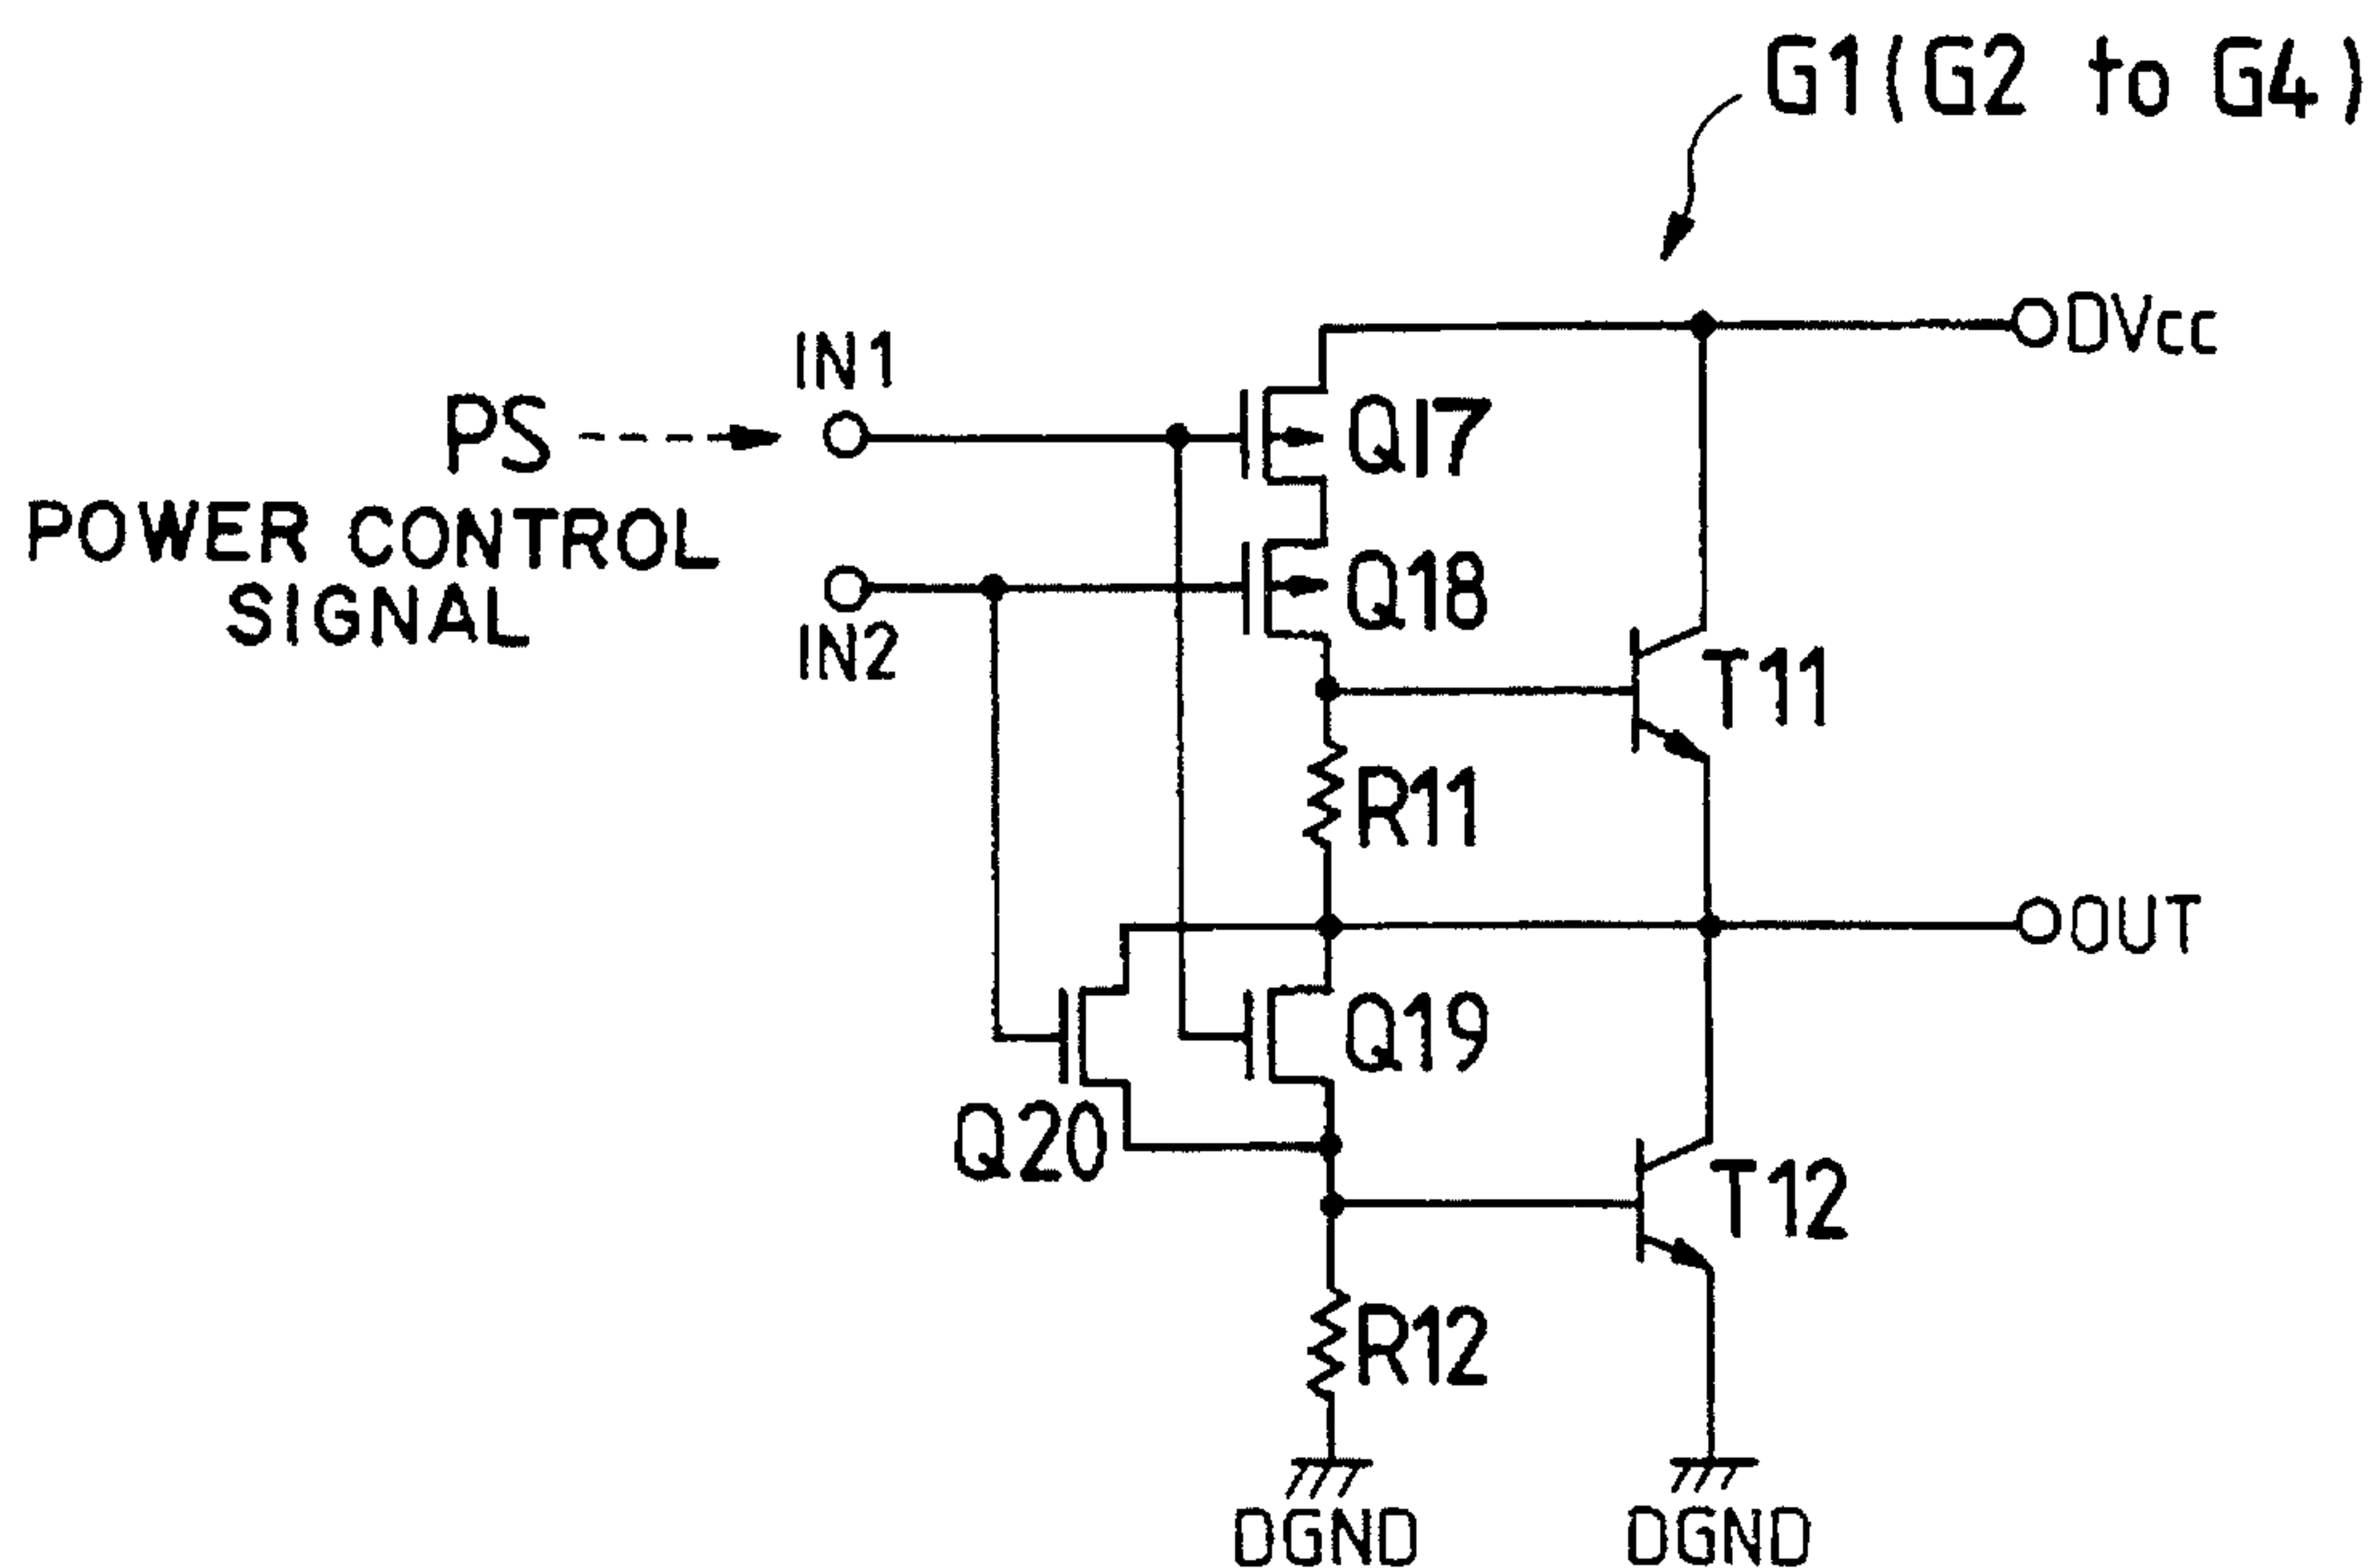 G1(G2 to G4)
DVcc
IN1
PS
Q17
POWER CONTROL
SIGNAL
Q18
IN2
T11
R11
OUT
Q19
Q20
T12
R12
DGND
DGND